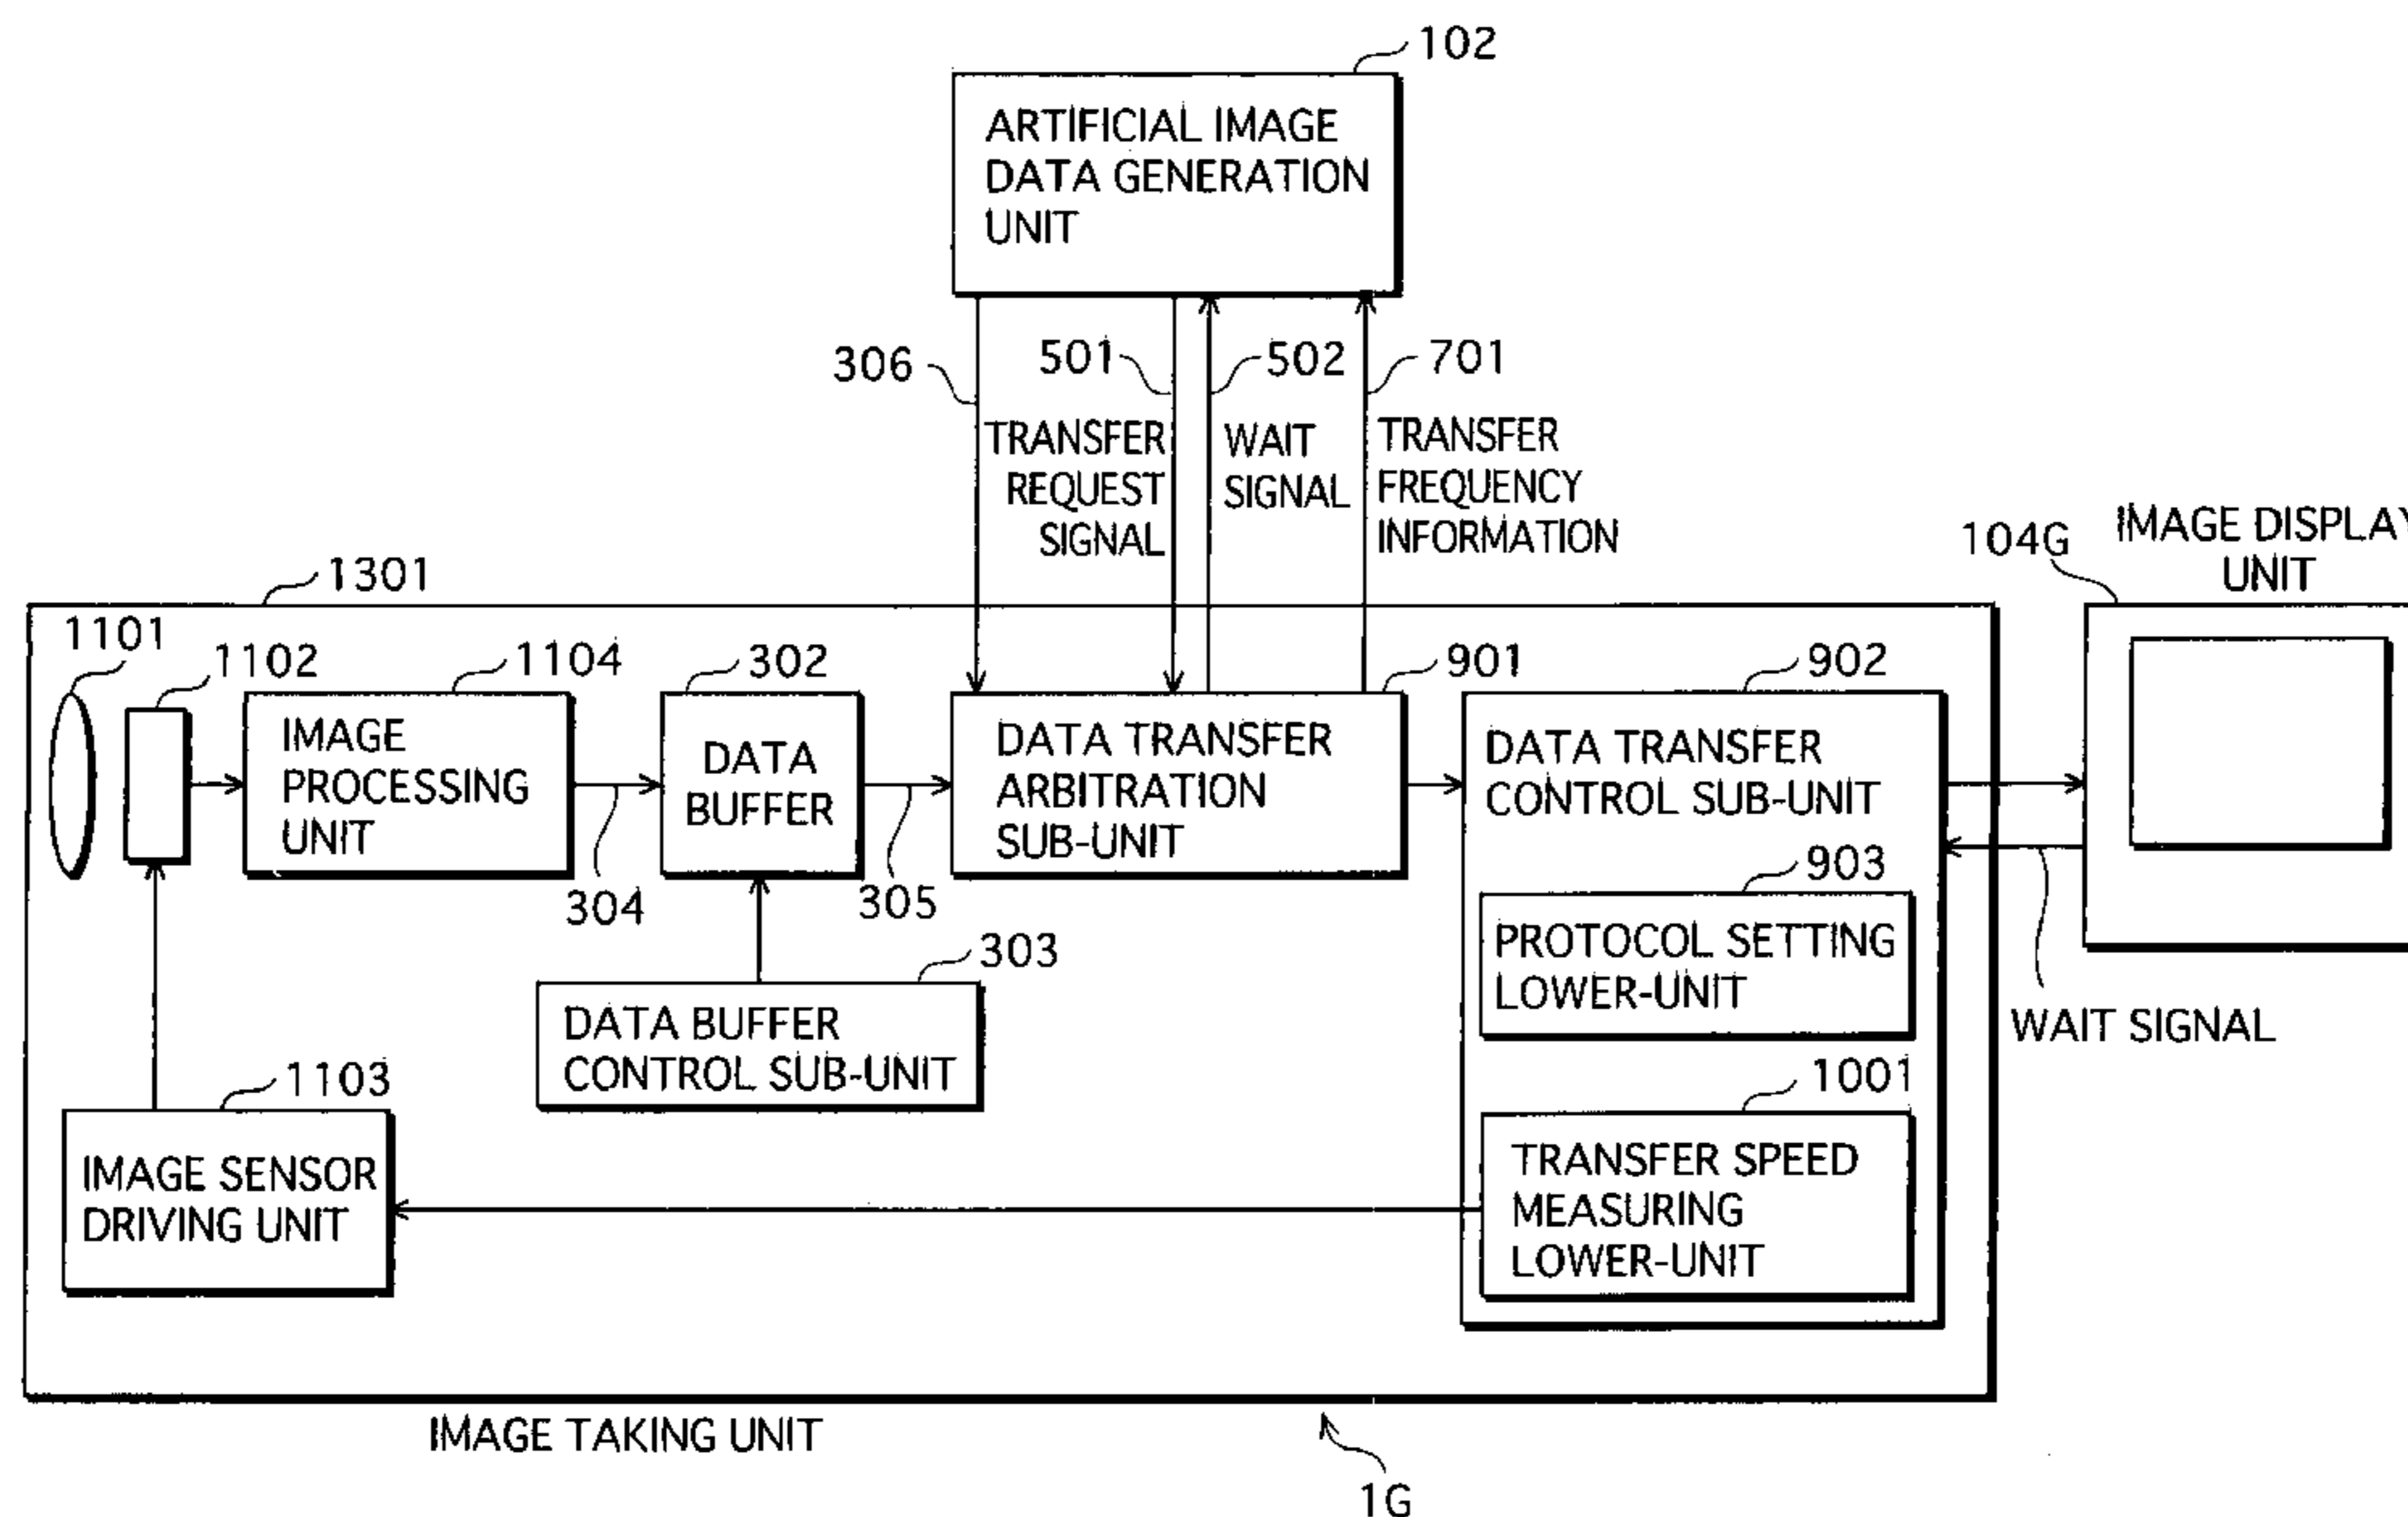 102
ARTIFICIAL IMAGE
DATA GENERATION
UNIT
306
501
502
701
TRANSFER
REQUEST
SIGNAL
WAIT
SIGNAL
TRANSFER
FREQUENCY
INFORMATION
104G
IMAGE DISPLAY
UNIT
1301
1101
1102
1104
302
901
902
IMAGE
PROCESSING
UNIT
DATA
BUFFER
DATA TRANSFER
ARBITRATION
SUB-UNIT
DATA TRANSFER
CONTROL SUB-UNIT
304
305
903
PROTOCOL SETTING
LOWER-UNIT
303
DATA BUFFER
CONTROL SUB-UNIT
WAIT SIGNAL
1103
IMAGE SENSOR
DRIVING UNIT
1001
TRANSFER SPEED
MEASURING
LOWER-UNIT
IMAGE TAKING UNIT
1G